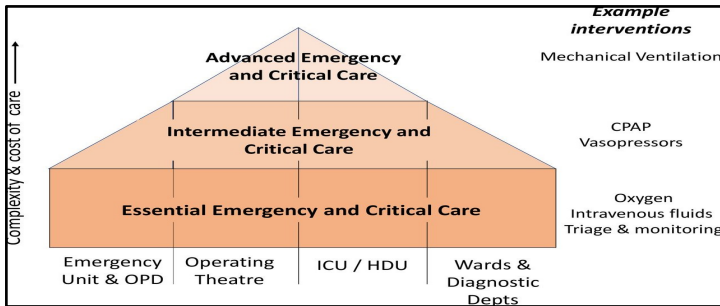 Example
interventions
Advanced Emergency
and Critical Care
Mechanical Ventilation
Complexity & cost of care
Intermediate Emergency and
Critical Care
CPAP
Vasopressors
Essential Emergency and Critical Care
Oxygen
Intravenous fluids
Triage & monitoring
Emergency
Unit & OPD
Operating
Theatre
ICU / HDU
Wards &
Diagnostic
Depts